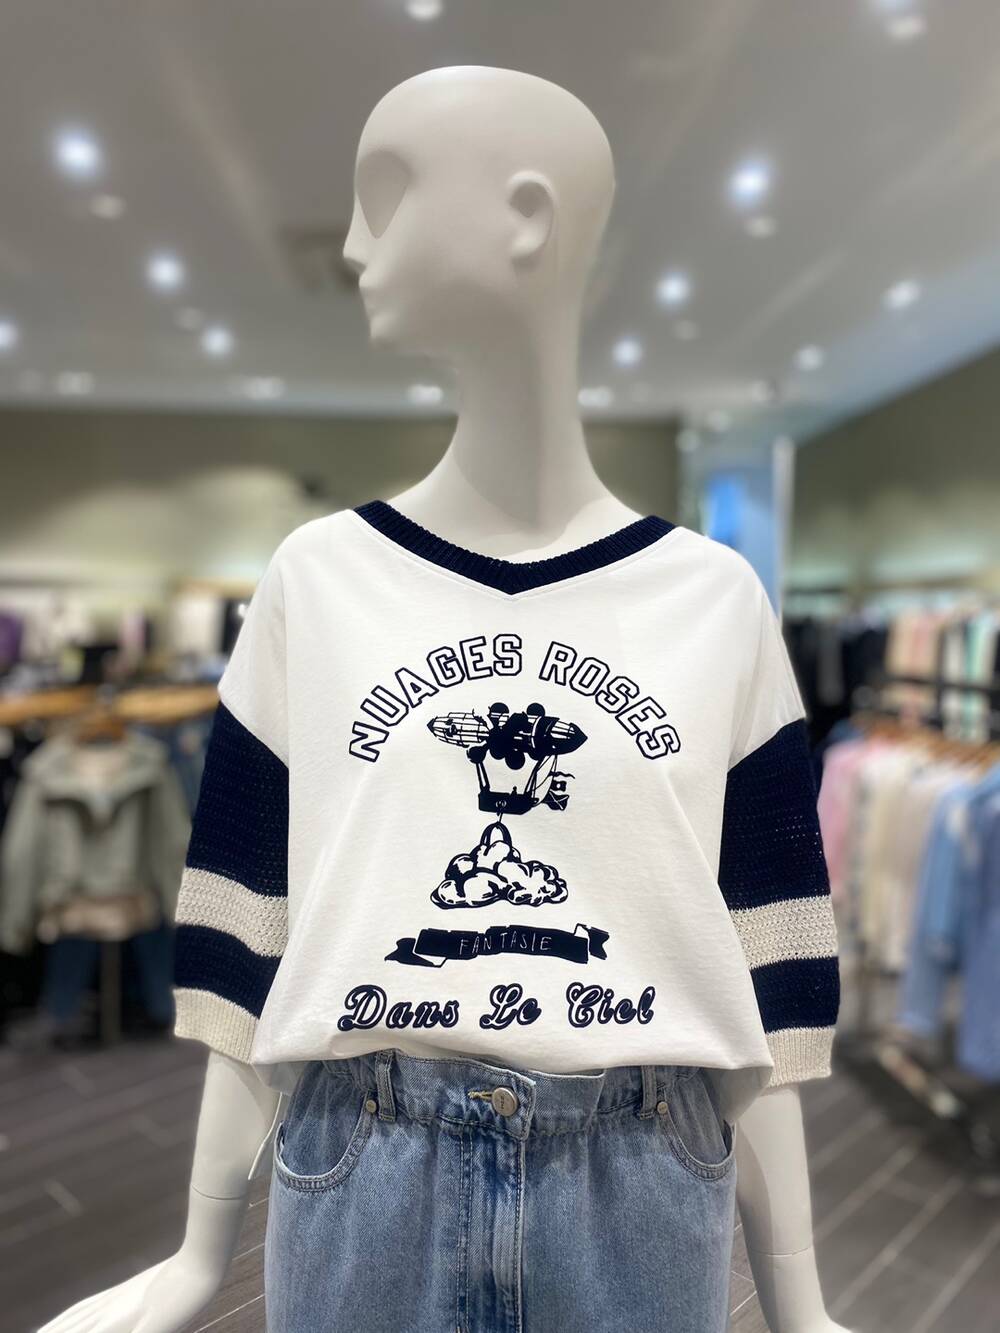 NUAGES ROSES
FANTASIE
Dans Le Ciel